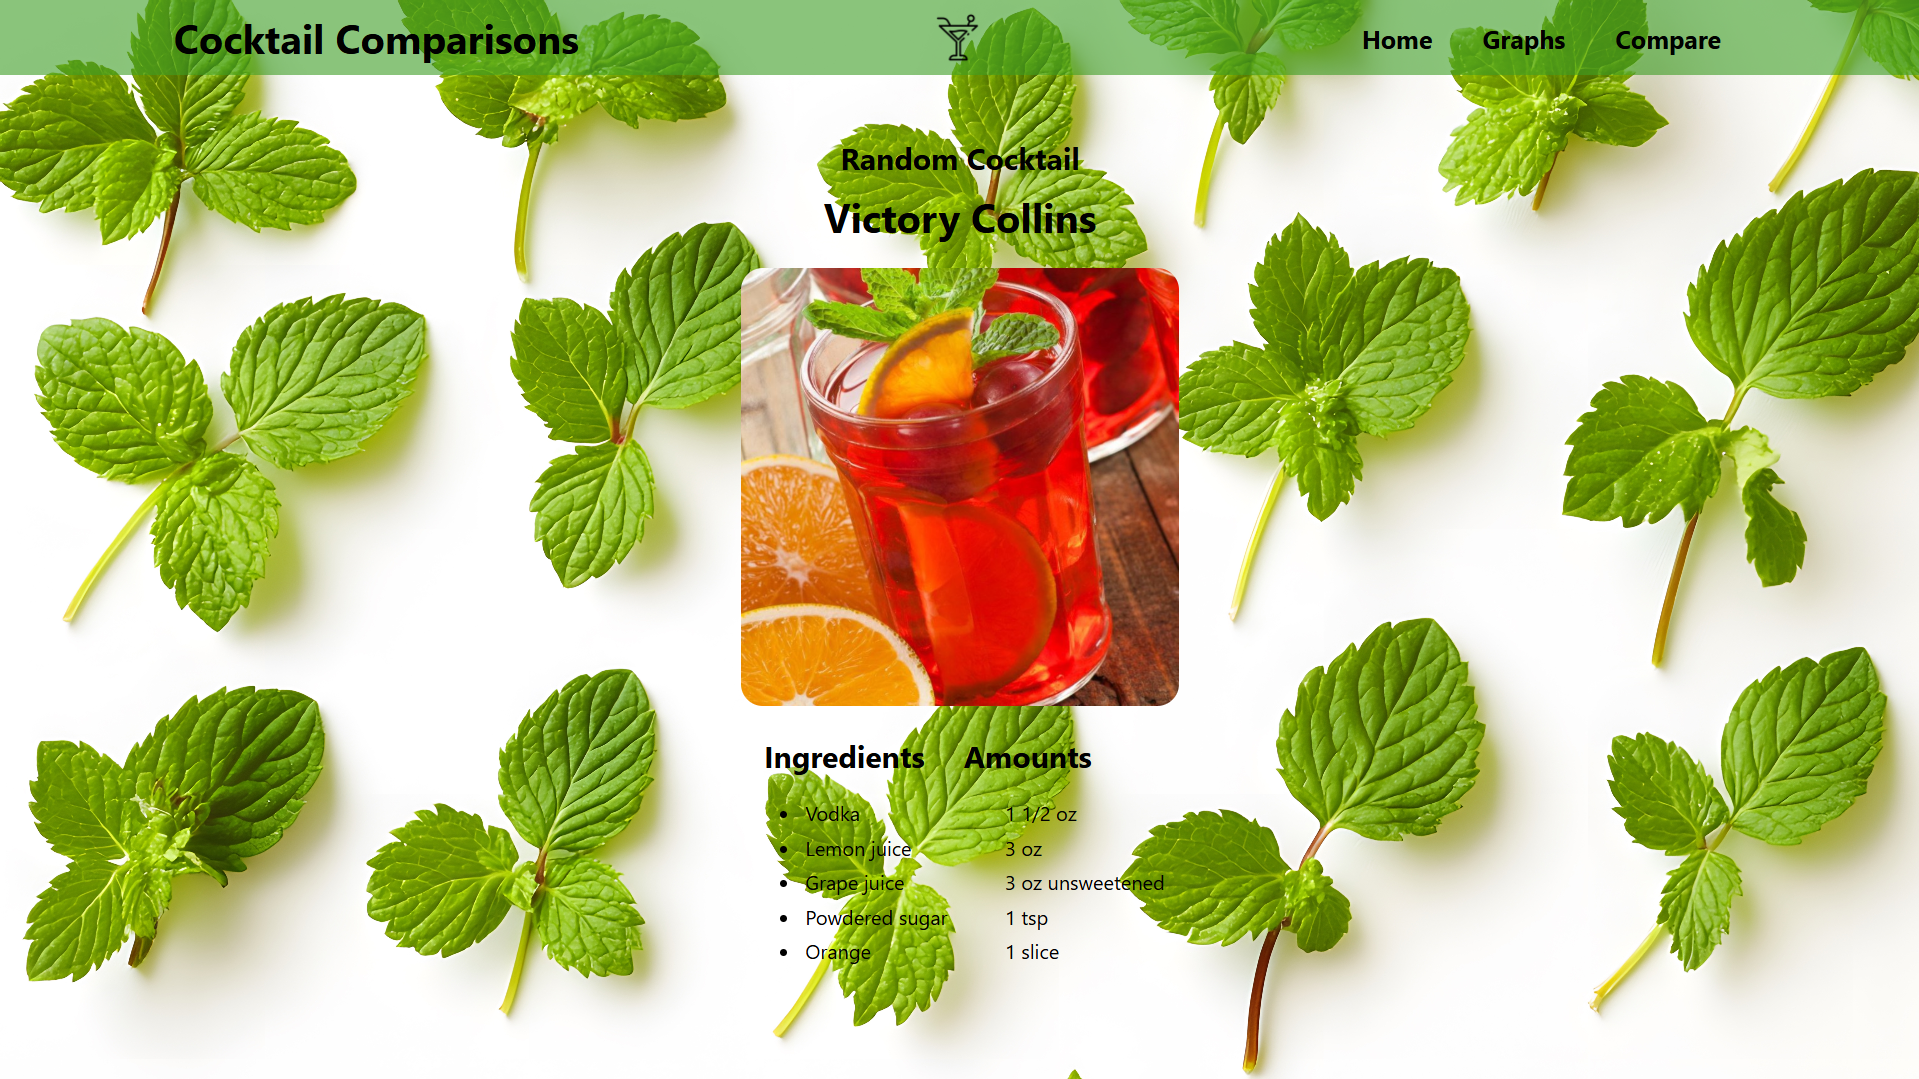 Cocktail Comparisons
Home Graphs Compare
Random Cocktail
Victory Collins
Ingredients Amounts
Vodka 1 1/2 oz
Lemon juice 3 oz
Grape juice 3 oz unsweetened
Powdered sugar 1 tsp
Orange 1 slice